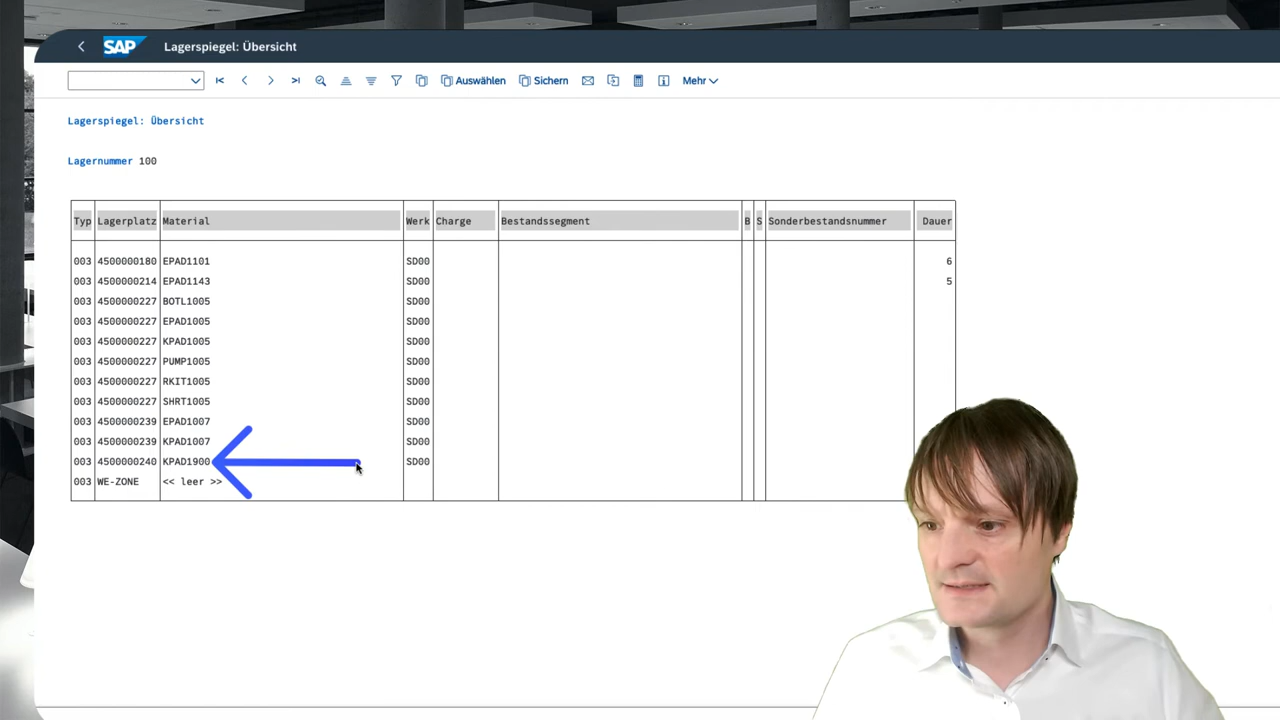 SAP Lagerspiegel: Übersicht
Auswählen Sichern Mehr
Lagerspiegel: Übersicht
Lagernummer 100
Typ Lagerplatz Material Werk Charge Bestandssegment B S Sonderbestandsnummer Dauer
003 4500000180 EPAD1101 SD00 6
003 4500000214 EPAD1143 SD00 5
003 4500000227 BOTL1005 SD00
003 4500000227 EPAD1005 SD00
003 4500000227 KPAD1005 SD00
003 4500000227 PUMP1005 SD00
003 4500000227 RKIT1005 SD00
003 4500000227 SHRT1005 SD00
003 4500000239 EPAD1007 SD00
003 4500000239 KPAD1007 SD00
003 4500000240 KPAD1900 SD00
003 WE-ZONE << leer >>